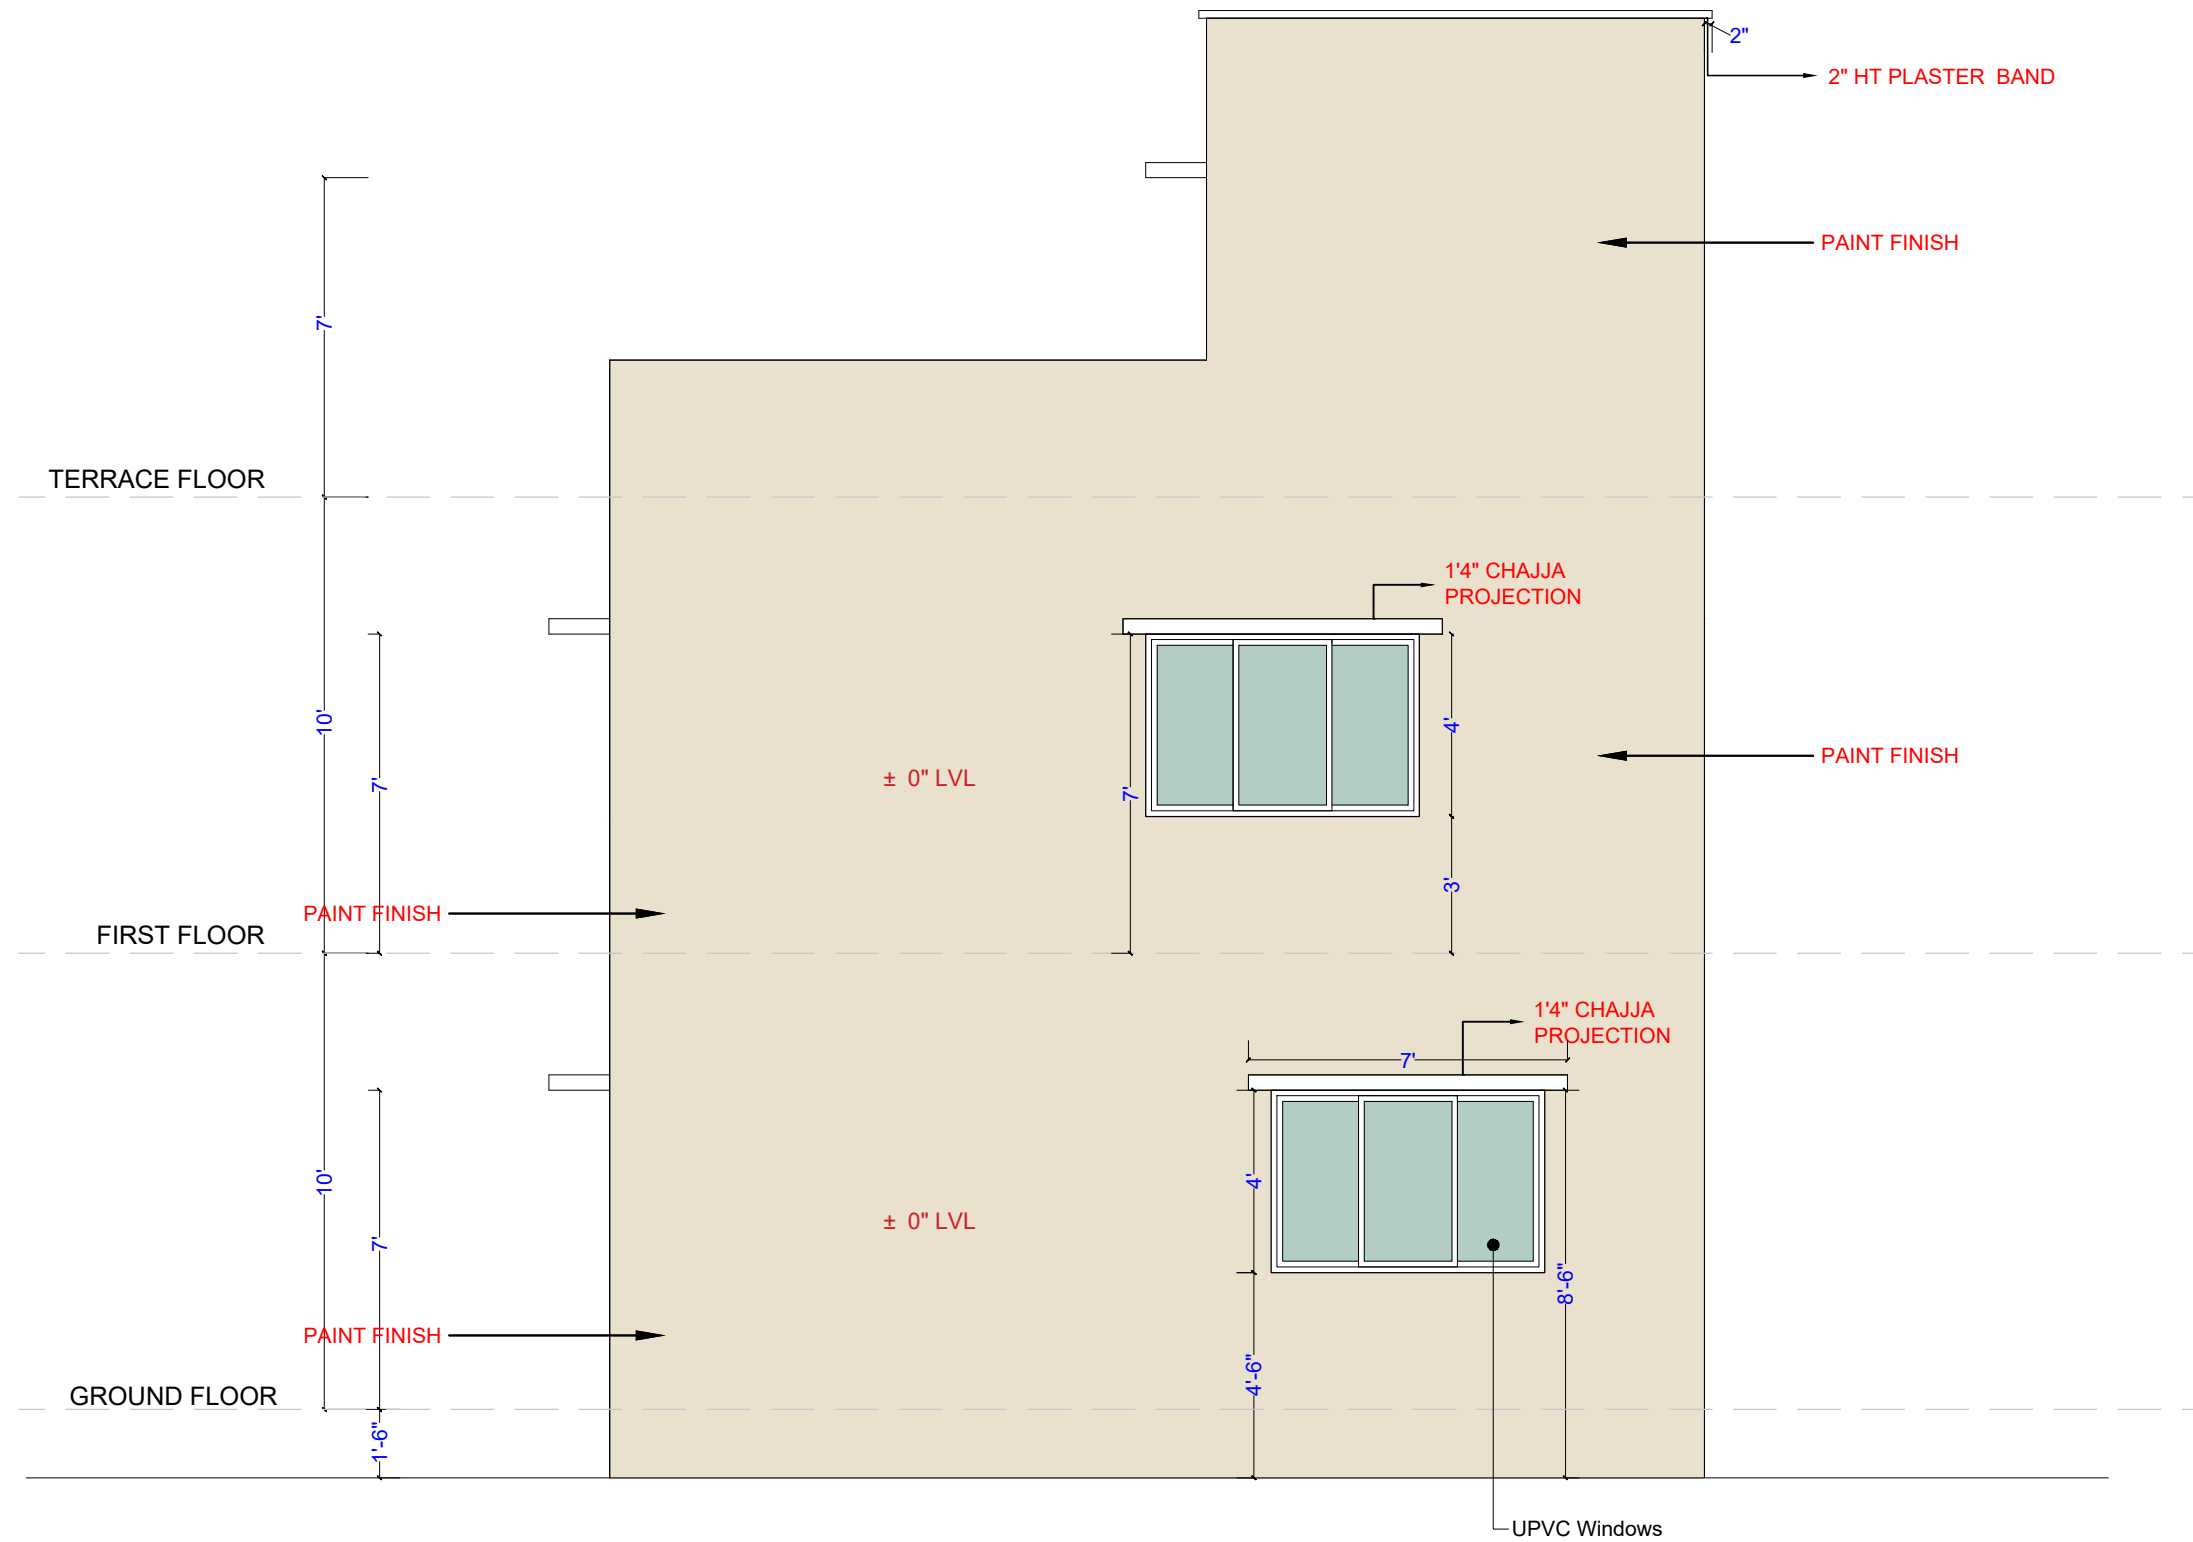 2"
2" HT PLASTER  BAND
PAINT FINISH
7'
TERRACE FLOOR
1'4" CHAJJA
PROJECTION
10'
7'
± 0" LVL
7'
4'
PAINT FINISH
3'
PAINT FINISH
FIRST FLOOR
1'4" CHAJJA
PROJECTION
7'
10'
7'
± 0" LVL
4'
8'-6"
PAINT FINISH
4'-6"
GROUND FLOOR
1'-6"
UPVC Windows